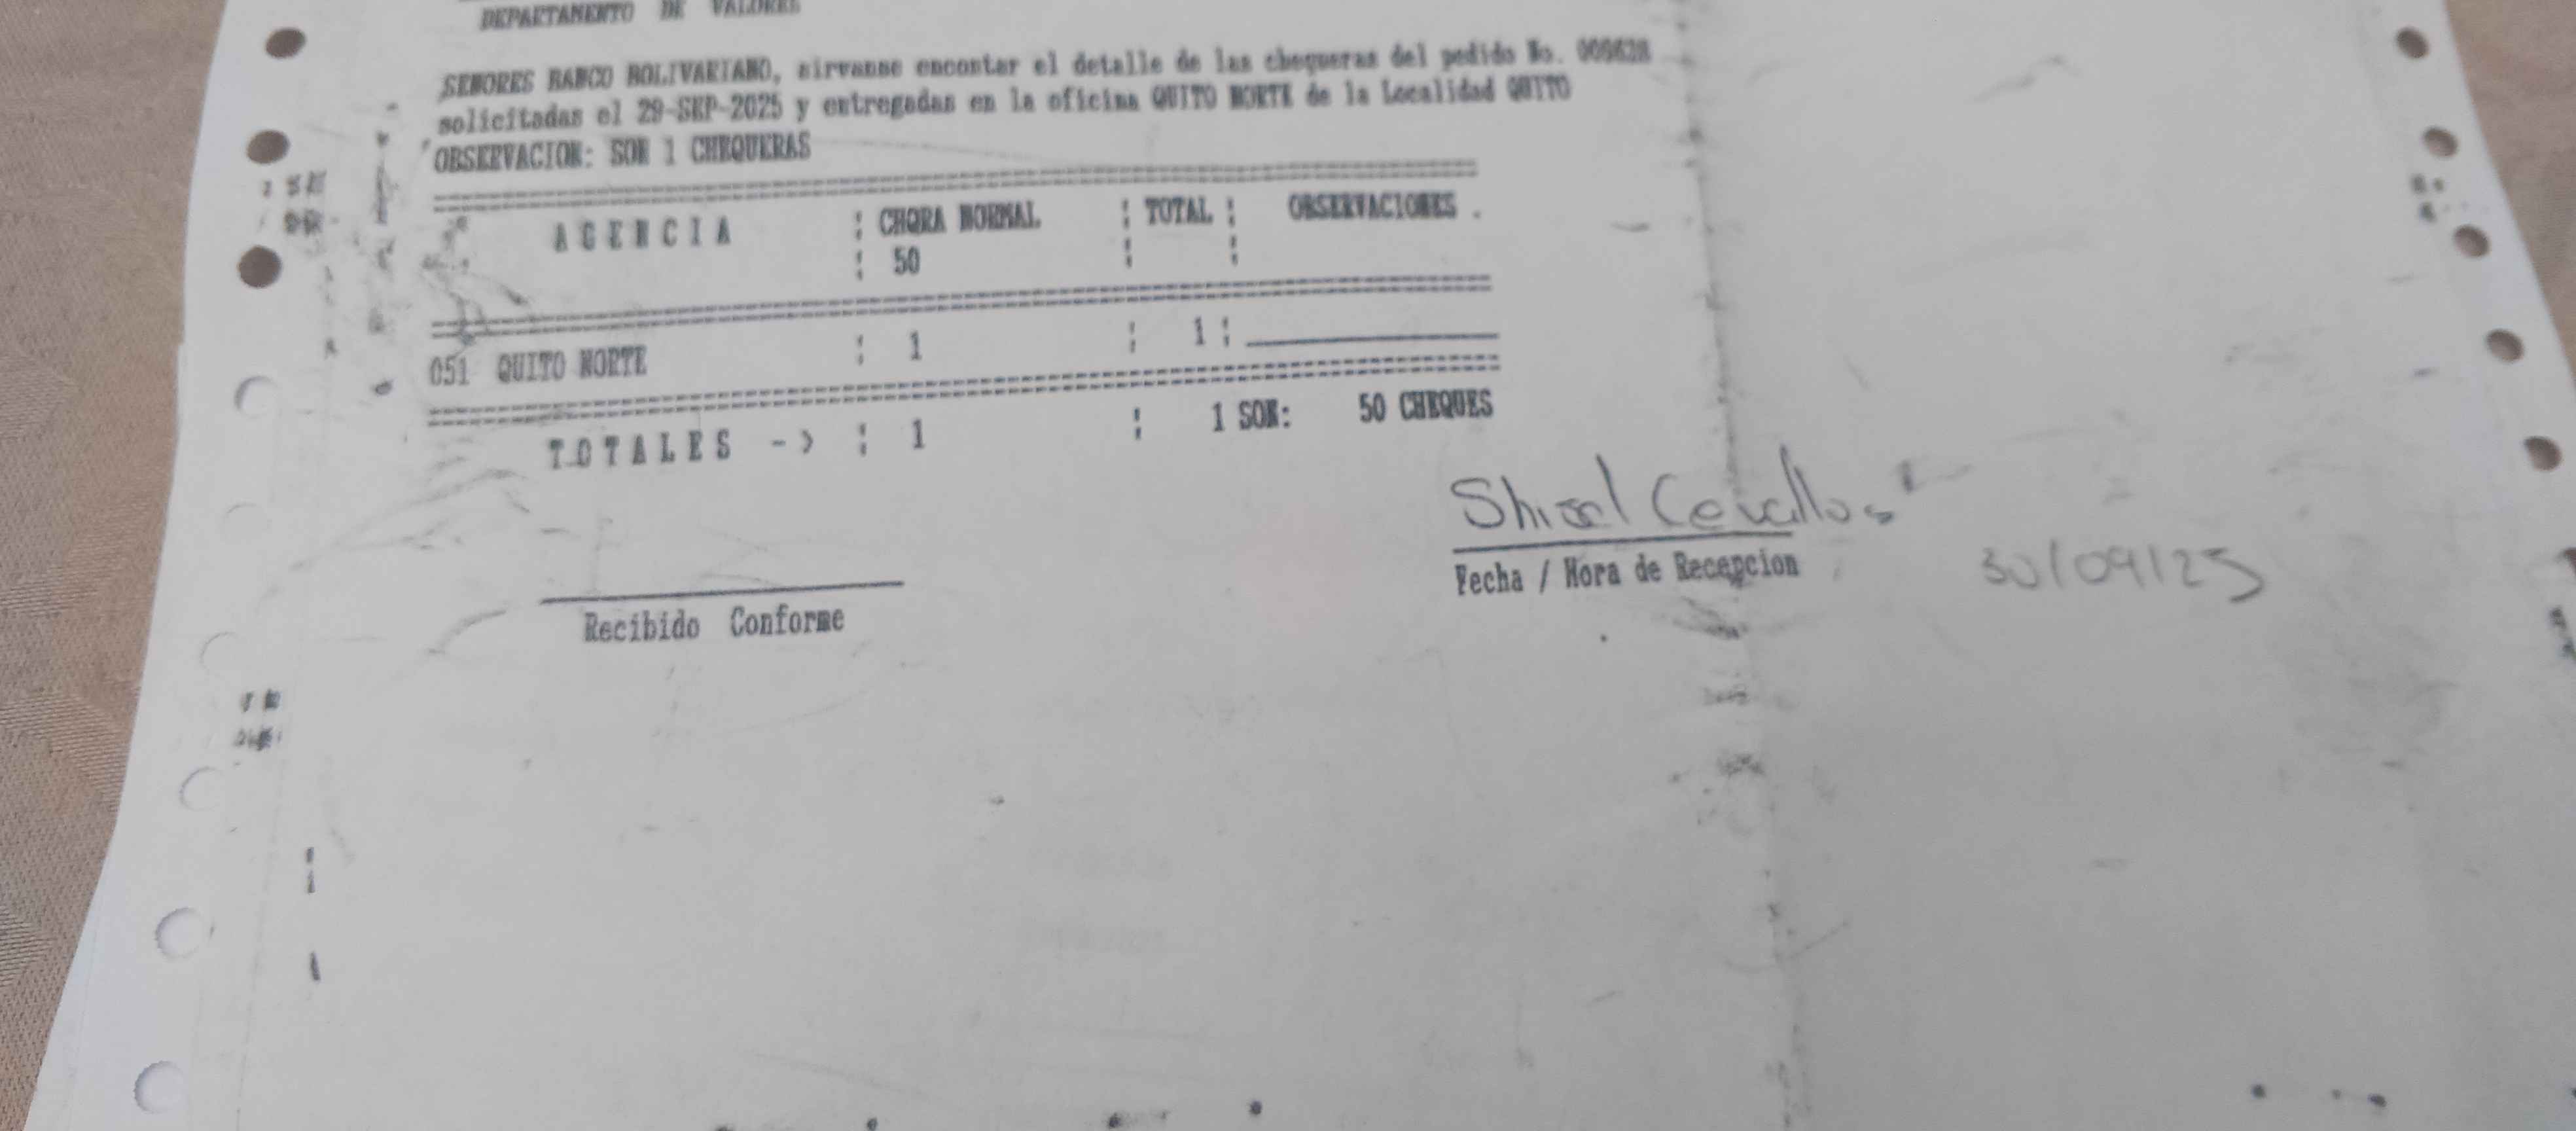 DEPARTAMENTO DE VALORES
SENORES BANCO BOLIVARIANO, sirvanse encontar el detalle de las chequeras del pedido No. 009628
solicitadas el 29-SEP-2025 y entregadas en la oficina QUITO NORTE de la Localidad QUITO
OBSERVACION: SON 1 CHEQUERAS
A G E N C I A ¦ CHQRA NORMAL ¦ TOTAL ¦ OBSERVACIONES .
¦ 50 ¦ ¦
051 QUITO NORTE ¦ 1 ¦ 1 ¦
T O T A L E S -> ¦ 1 ¦ 1 SON: 50 CHEQUES
Cevallos
Fecha / Hora de Recepcion 30/09/25
Recibido Conforme